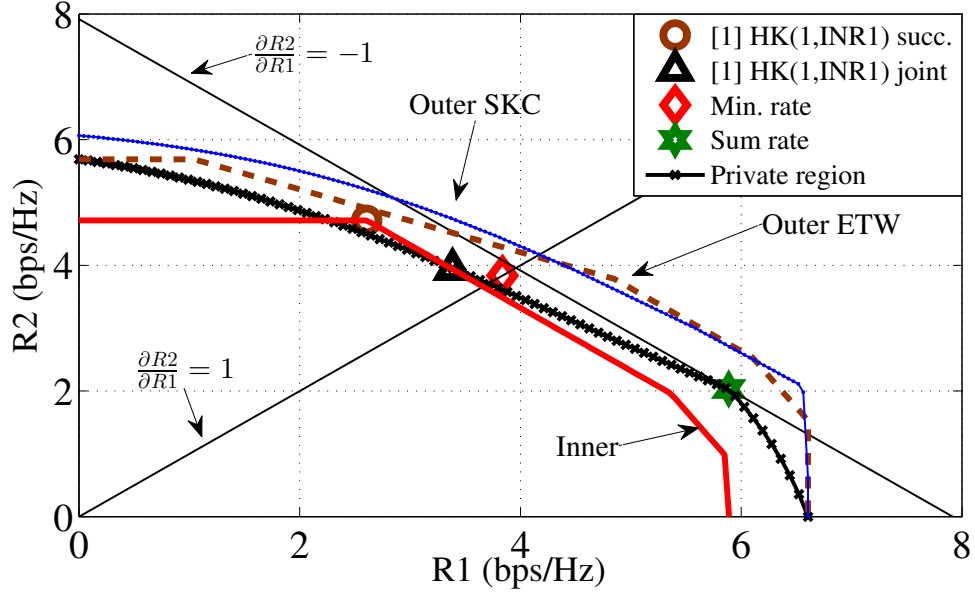 8
6
4
2
0
R2 (bps/Hz)
∂R2/∂R1 = −1
Outer SKC
[1] HK(1,INR1) succ.
[1] HK(1,INR1) joint
Min. rate
Sum rate
Private region
Outer ETW
∂R2/∂R1 = 1
Inner
0 2 4 6 8
R1 (bps/Hz)